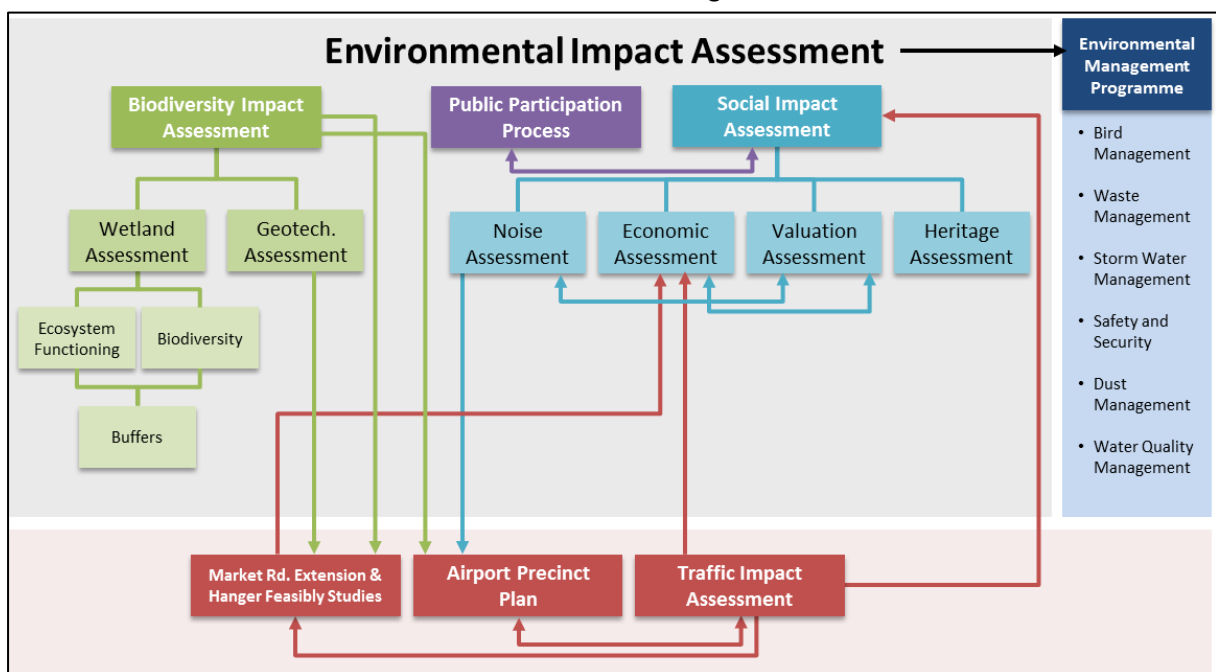 Environmental Impact Assessment
Environmental
Management
Programme
Biodiversity Impact
Assessment
Public Participation
Process
Social Impact
Assessment
• Bird
Management
• Waste
Management
• Storm Water
Management
• Safety and
Security
• Dust
Management
• Water Quality
Management
Wetland
Assessment
Geotech.
Assessment
Noise
Assessment
Economic
Assessment
Valuation
Assessment
Heritage
Assessment
Ecosystem
Functioning
Biodiversity
Buffers
Market Rd. Extension &
Hanger Feasibly Studies
Airport Precinct
Plan
Traffic Impact
Assessment